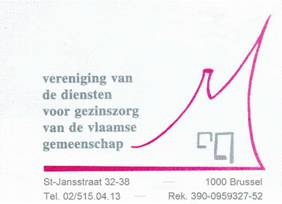 vereniging van
de diensten
voor gezinszorg
van de vlaamse
gemeenschap
St-Jansstraat 32-38 — 1000 Brussel
Tel. 02/515.04.13 — Rek. 390-0959327-52